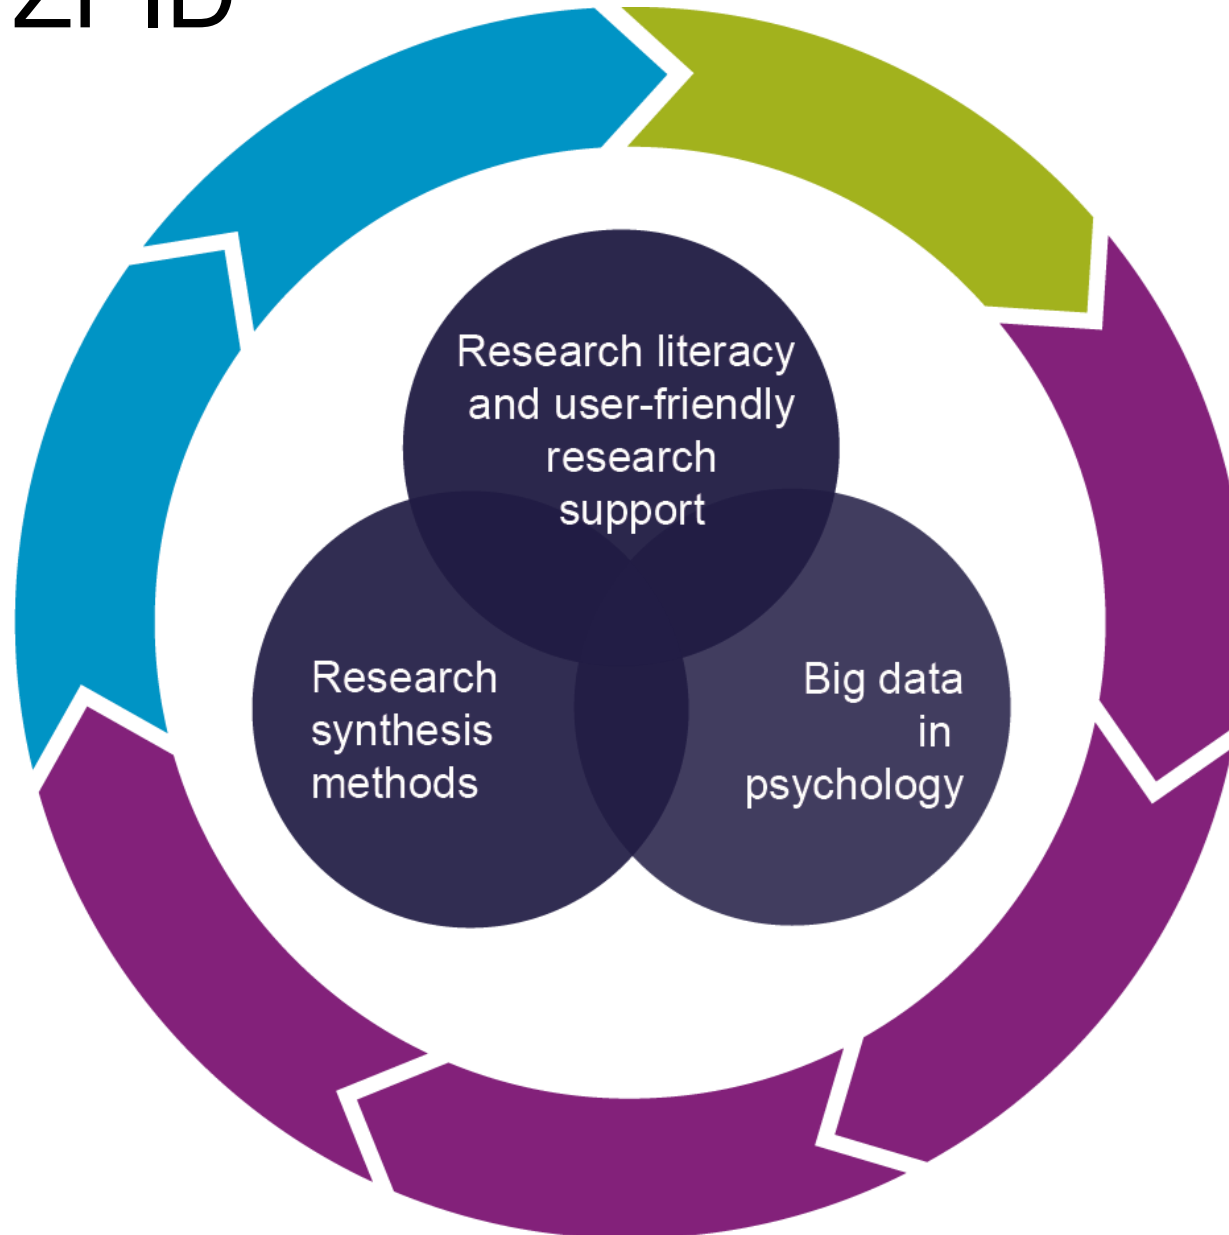 Research literacy
and user-friendly
research
support
Research
synthesis
methods
Big data
in
psychology